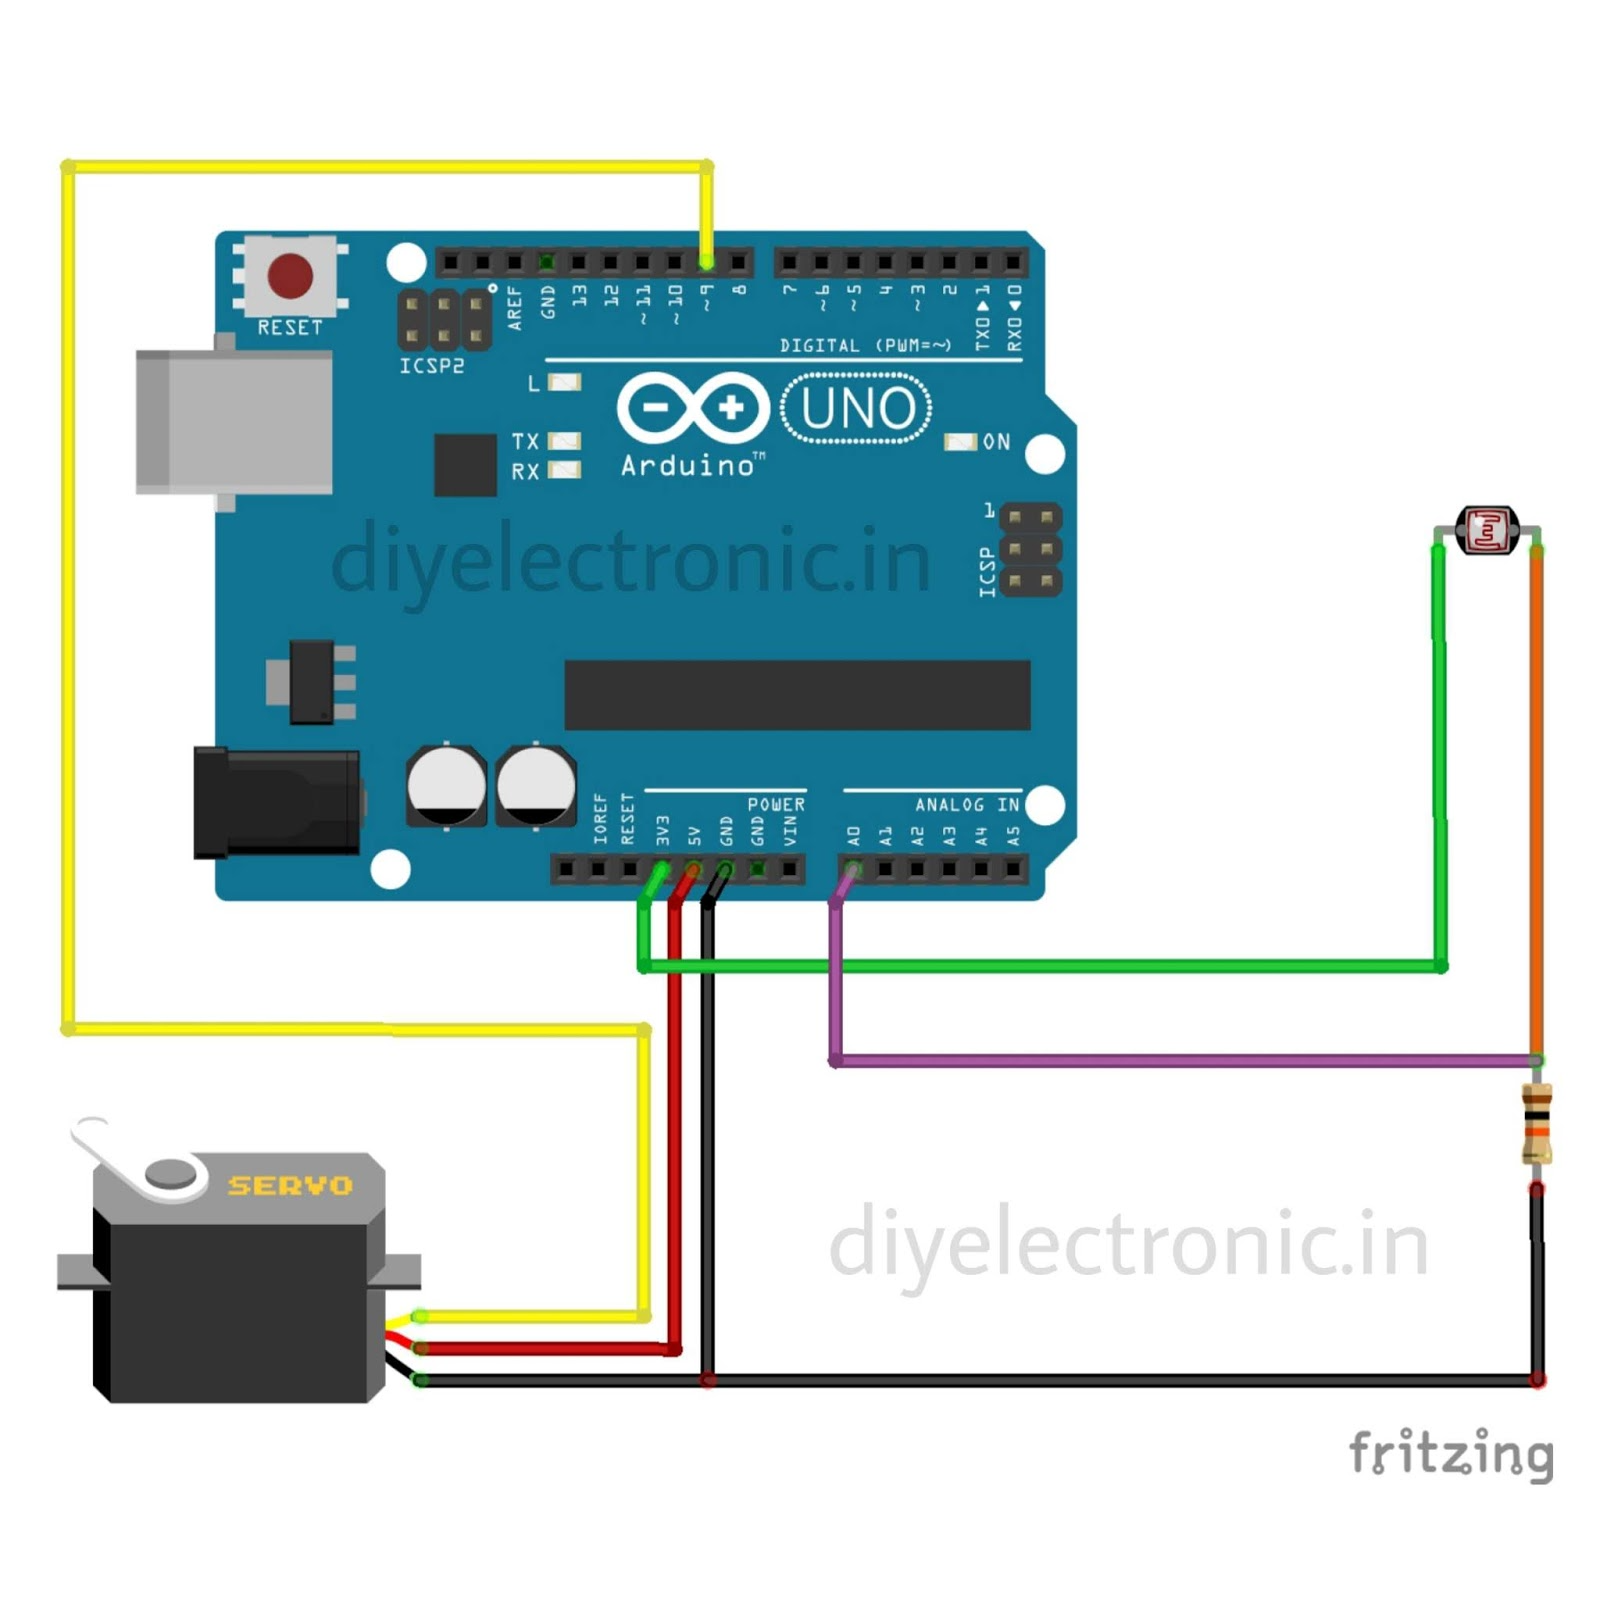 RESET
ICSP2
AREF
GND
13
12
~11
~10
~9
8
7
~6
~5
4
~3
2
TX0▶1
RX0◀0
DIGITAL (PWM=~)
L
TX
RX
UNO
Arduino™
ON
1
ICSP
diyelectronic.in
POWER
ANALOG IN
IOREF
RESET
3V3
5V
GND
GND
VIN
A0
A1
A2
A3
A4
A5
SERVO
diyelectronic.in
fritzing